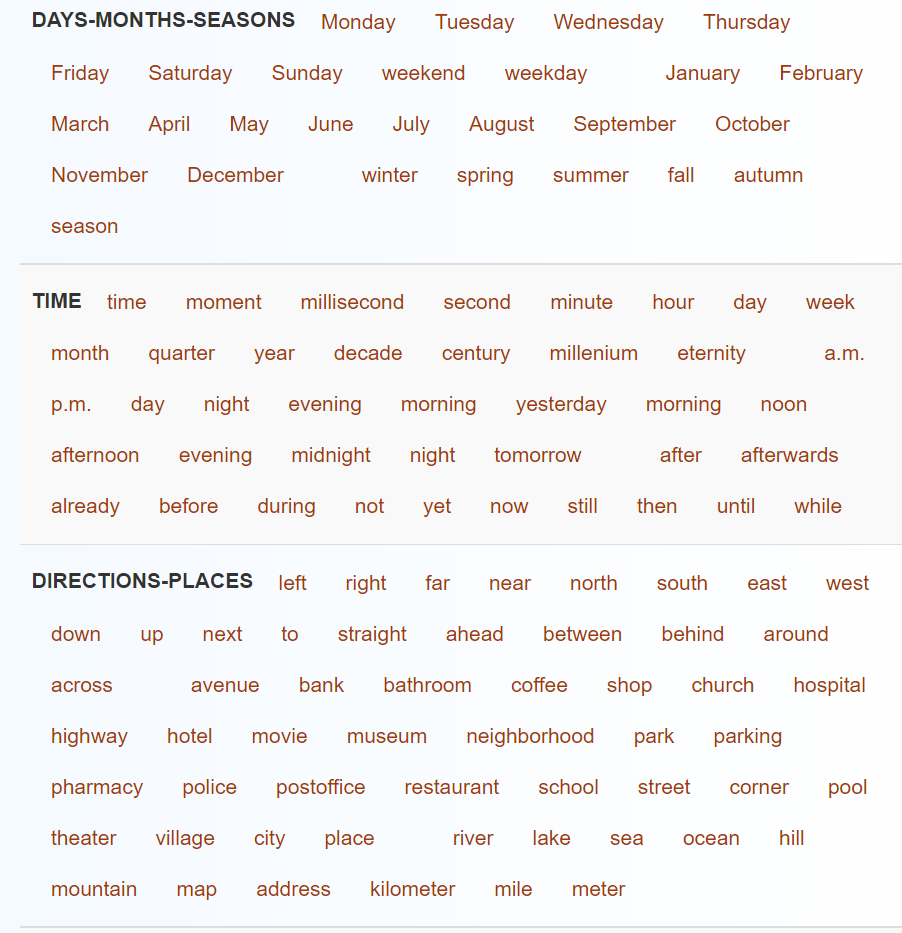 DAYS-MONTHS-SEASONS Monday Tuesday Wednesday Thursday
Friday Saturday Sunday weekend weekday January February
March April May June July August September October
November December winter spring summer fall autumn
season
TIME time moment millisecond second minute hour day week
month quarter year decade century millenium eternity a.m.
p.m. day night evening morning yesterday morning noon
afternoon evening midnight night tomorrow after afterwards
already before during not yet now still then until while
DIRECTIONS-PLACES left right far near north south east west
down up next to straight ahead between behind around
across avenue bank bathroom coffee shop church hospital
highway hotel movie museum neighborhood park parking
pharmacy police postoffice restaurant school street corner pool
theater village city place river lake sea ocean hill
mountain map address kilometer mile meter